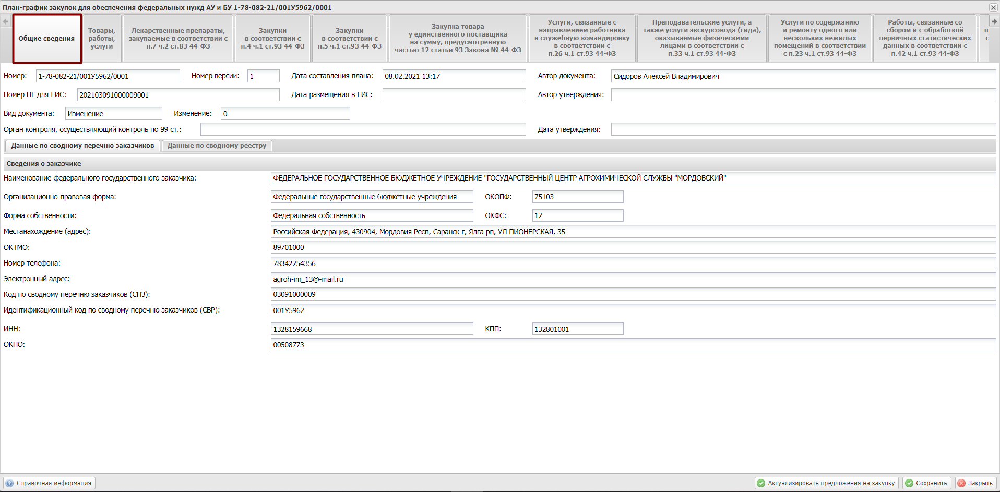 План-график закупок для обеспечения федеральных нужд АУ и БУ 1-78-082-21/001У5962/0001
Общие сведения
Товары,
работы,
услуги
Лекарственные препараты,
закупаемые в соответствии с
п.7 ч.2 ст.83 44-ФЗ
Закупки
в соответствии с
п.4 ч.1 ст.93 44-ФЗ
Закупки
в соответствии с
п.5 ч.1 ст.93 44-ФЗ
Закупка товара
у единственного поставщика
на сумму, предусмотренную
частью 12 статьи 93 Закона № 44-ФЗ
Услуги, связанные с
направлением работника
в служебную командировку
в соответствии с
п.26 ч.1 ст.93 44-ФЗ
Преподавательские услуги, а
также услуги экскурсовода (гида),
оказываемые физическими
лицами в соответствии с
п.33 ч.1 ст.93 44-ФЗ
Услуги по содержанию
и ремонту одного или
нескольких нежилых
помещений в соответствии
с п.23 ч.1 ст.93 44-ФЗ
Работы, связанные со
сбором и с обработкой
первичных статистических
данных в соответствии с
п.42 ч.1 ст.93 44-ФЗ
Номер: 1-78-082-21/001У5962/0001 Номер версии: 1 Дата составления плана: 08.02.2021 13:17 Автор документа: Сидоров Алексей Владимирович
Номер ПГ для ЕИС: 202103091000009001 Дата размещения в ЕИС: Автор утверждения:
Вид документа: Изменение Изменение: 0
Орган контроля, осуществляющий контроль по 99 ст.: Дата утверждения:
Данные по сводному перечню заказчиков Данные по сводному реестру
Сведения о заказчике
Наименование федерального государственного заказчика: ФЕДЕРАЛЬНОЕ ГОСУДАРСТВЕННОЕ БЮДЖЕТНОЕ УЧРЕЖДЕНИЕ "ГОСУДАРСТВЕННЫЙ ЦЕНТР АГРОХИМИЧЕСКОЙ СЛУЖБЫ "МОРДОВСКИЙ"
Организационно-правовая форма: Федеральные государственные бюджетные учреждения ОКОПФ: 75103
Форма собственности: Федеральная собственность ОКФС: 12
Местанахождение (адрес): Российская Федерация, 430904, Мордовия Респ, Саранск г, Ялга рп, УЛ ПИОНЕРСКАЯ, 35
ОКТМО: 89701000
Номер телефона: 78342254356
Электронный адрес: agroh-im_13@-mail.ru
Код по сводному перечню заказчиков (СПЗ): 03091000009
Идентификационный код по сводному перечню заказчиков (СВР): 001У5962
ИНН: 1328159668 КПП: 132801001
ОКПО: 00508773
Справочная информация Актуализировать предложения на закупку Сохранить Закрыть